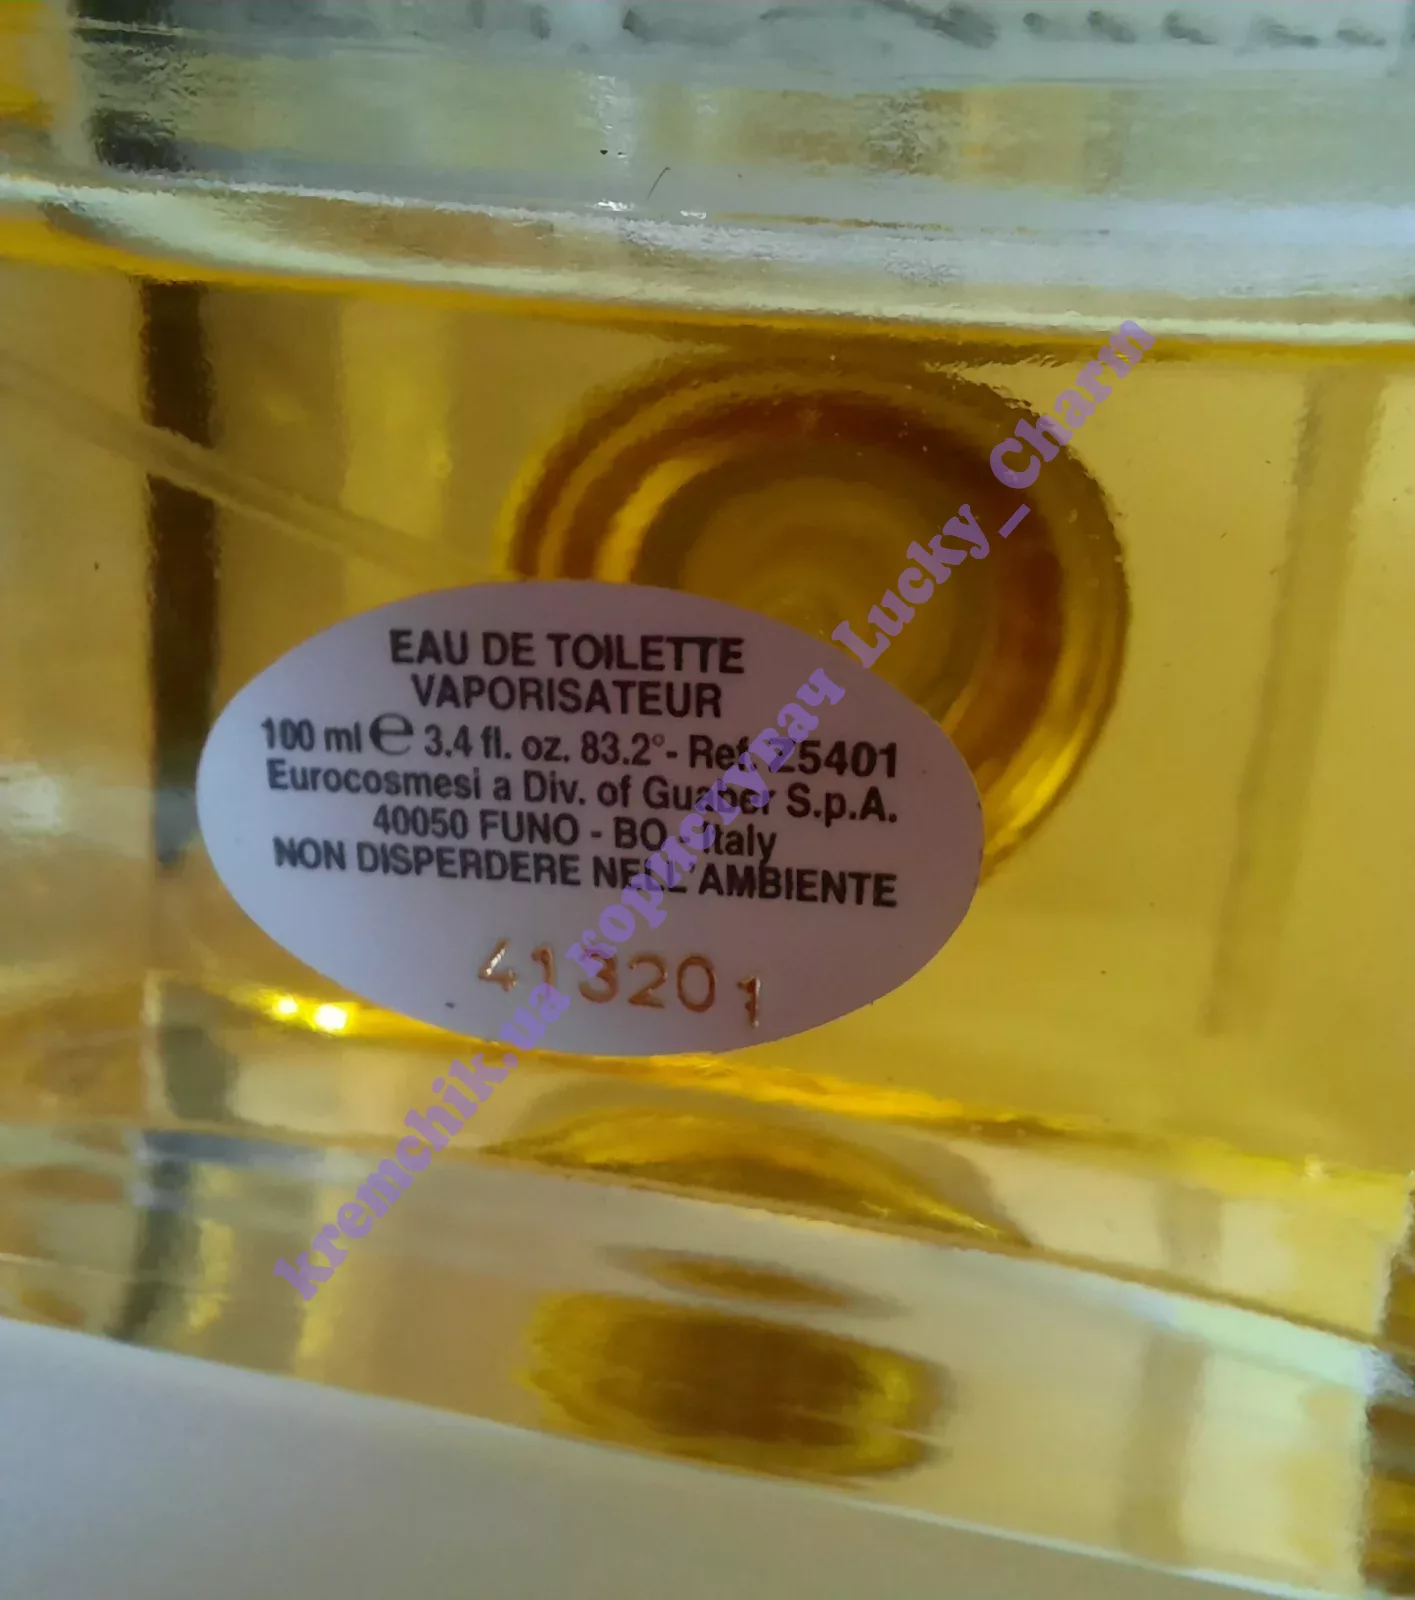 EAU DE TOILETTE
VAPORISATEUR
100 ml ℮ 3.4 fl. oz. 83.2°- Ref. 25401
Eurocosmesi a Div. of Guaber S.p.A.
40050 FUNO - BO - Italy
NON DISPERDERE NELL'AMBIENTE
413201
kremchik.ua користувач Lucky_Charm